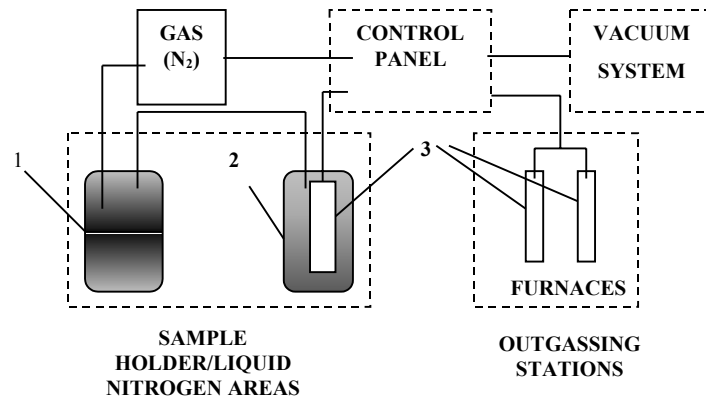 GAS
(N₂)
CONTROL
PANEL
VACUUM
SYSTEM
1
2
3
FURNACES
SAMPLE
HOLDER/LIQUID
NITROGEN AREAS
OUTGASSING
STATIONS